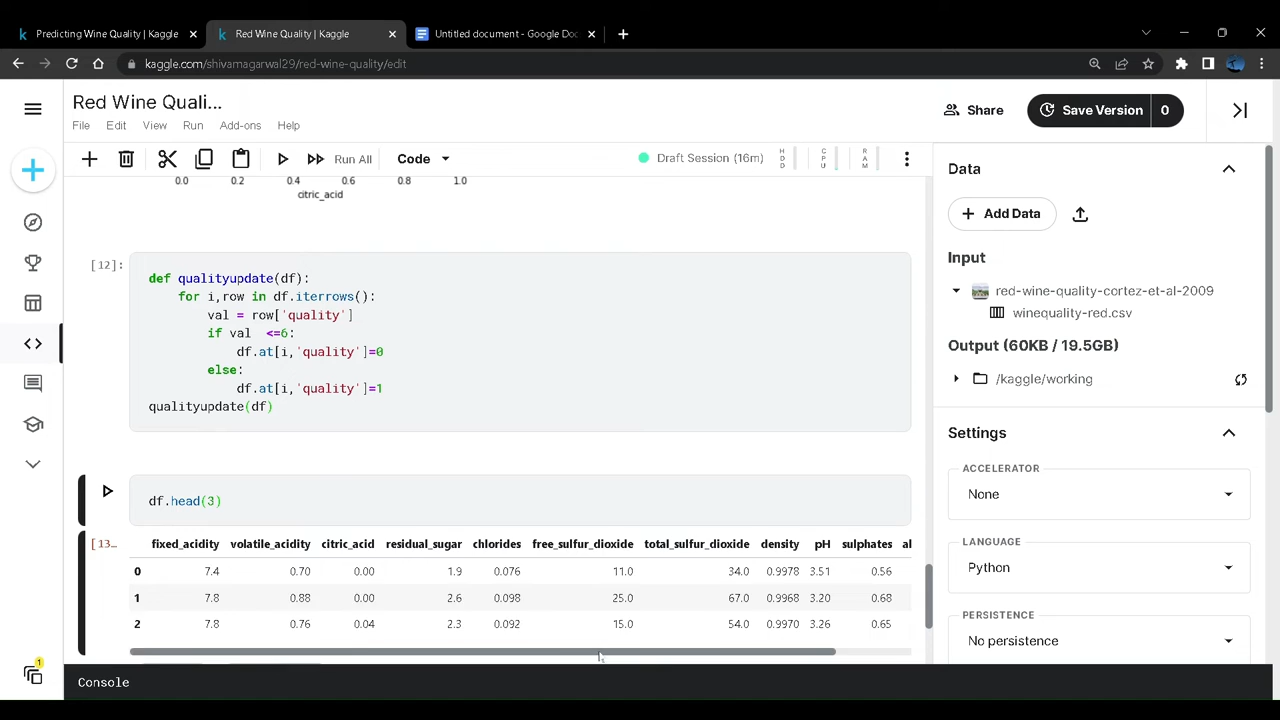 Predicting Wine Quality | Kaggle
Red Wine Quality | Kaggle
Untitled document - Google Doc
kaggle.com/shivamagarwal29/red-wine-quality/edit
Red Wine Quali...
File Edit View Run Add-ons Help
Share
Save Version 0
Run All
Code
Draft Session (16m)
HDD
CPU
RAM
0.0 0.2 0.4 0.6 0.8 1.0
citric_acid
[12]:
def qualityupdate(df):
    for i,row in df.iterrows():
        val = row['quality']
        if val  <=6:
            df.at[i,'quality']=0
        else:
            df.at[i,'quality']=1
qualityupdate(df)
df.head(3)
[13...
fixed_acidity volatile_acidity citric_acid residual_sugar chlorides free_sulfur_dioxide total_sulfur_dioxide density pH sulphates al
0 7.4 0.70 0.00 1.9 0.076 11.0 34.0 0.9978 3.51 0.56
1 7.8 0.88 0.00 2.6 0.098 25.0 67.0 0.9968 3.20 0.68
2 7.8 0.76 0.04 2.3 0.092 15.0 54.0 0.9970 3.26 0.65
Console
1
Data
Add Data
Input
red-wine-quality-cortez-et-al-2009
winequality-red.csv
Output (60KB / 19.5GB)
/kaggle/working
Settings
ACCELERATOR
None
LANGUAGE
Python
PERSISTENCE
No persistence